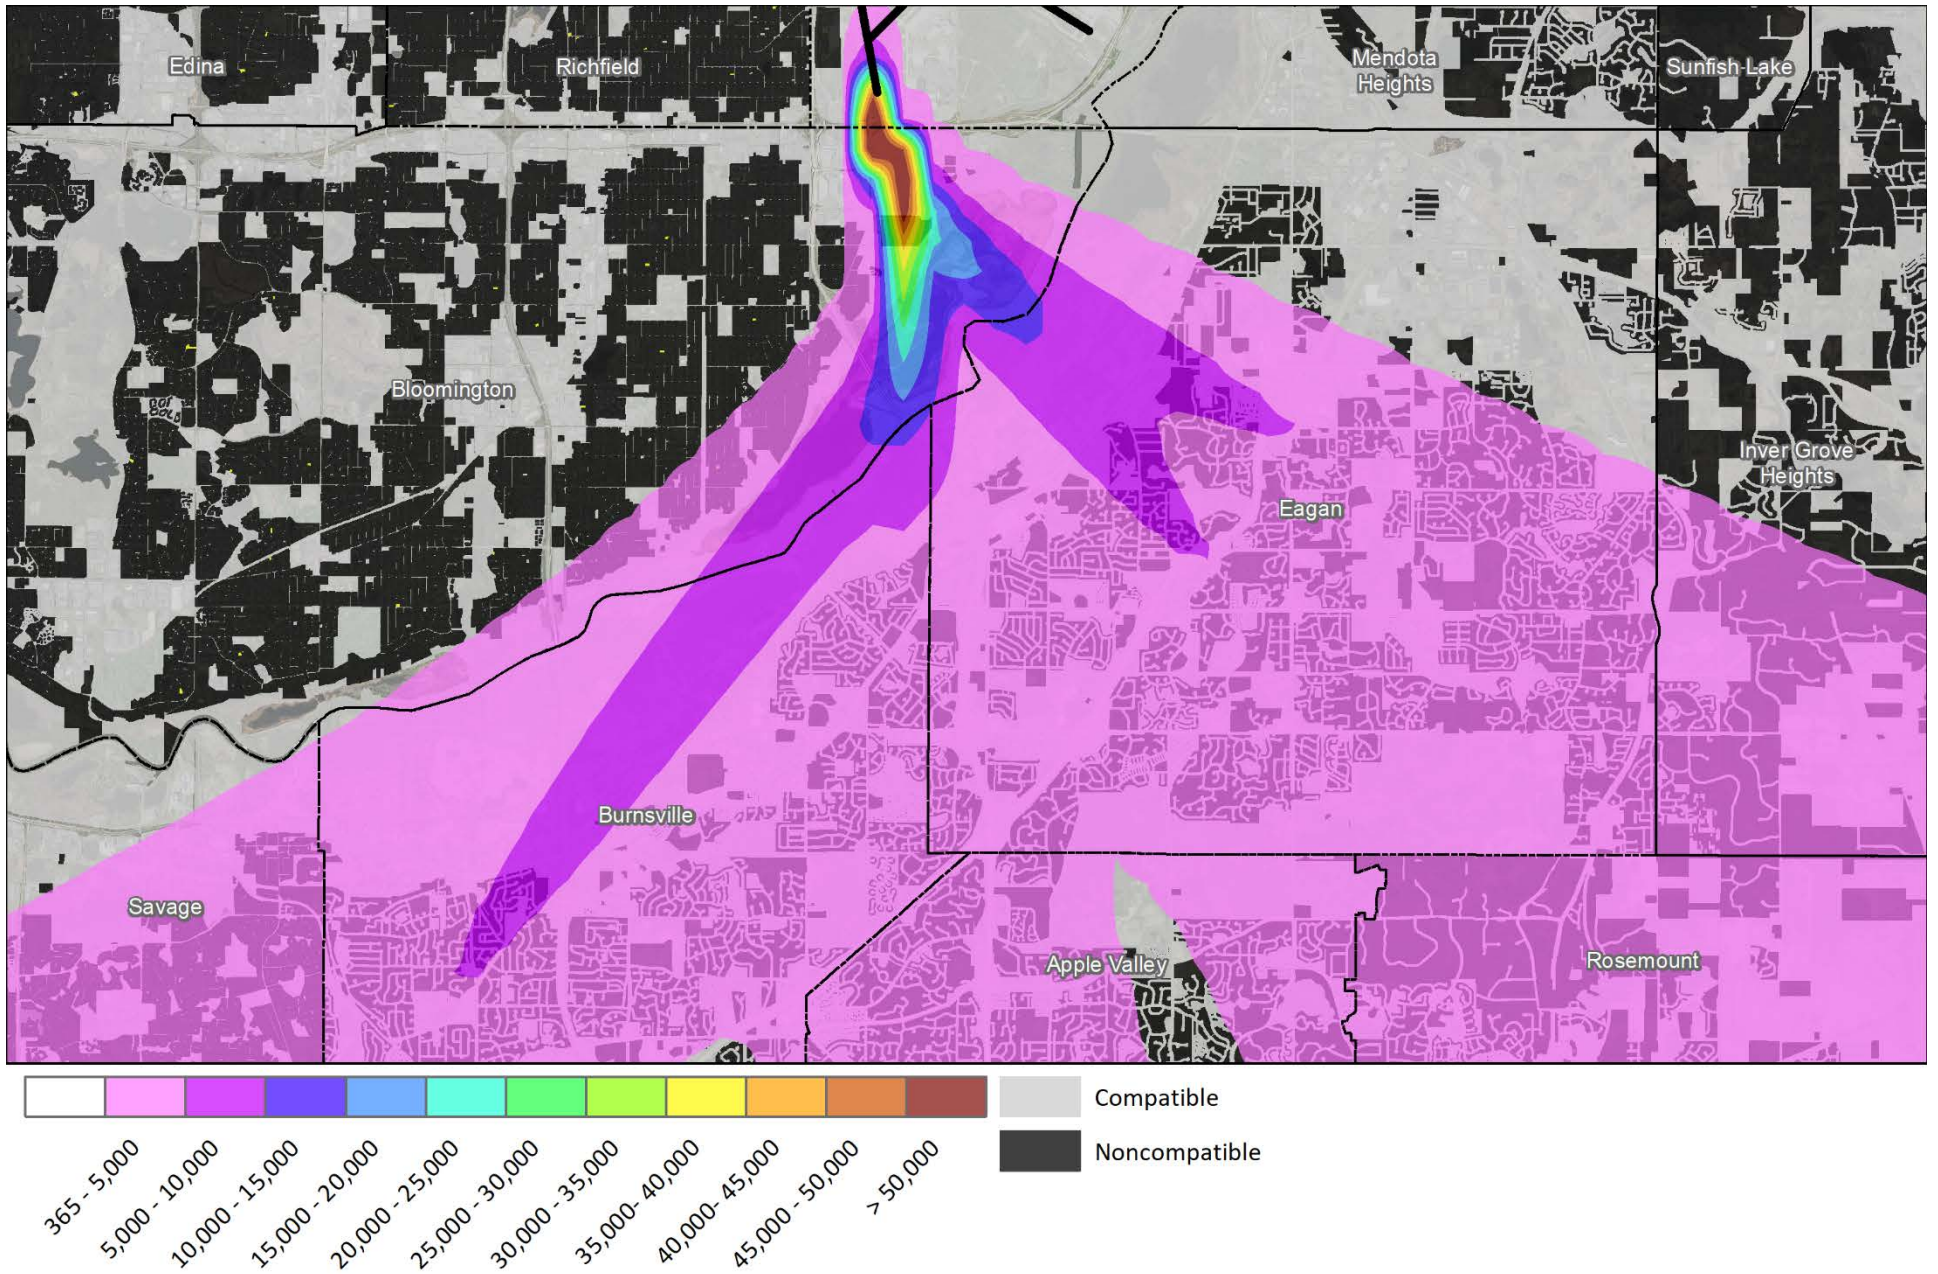 Edina
Richfield
Mendota
Heights
Sunfish Lake
Bloomington
Inver Grove
Heights
Eagan
Burnsville
Savage
Apple Valley
Rosemount
365 - 5,000
5,000 - 10,000
10,000 - 15,000
15,000 - 20,000
20,000 - 25,000
25,000 - 30,000
30,000 - 35,000
35,000- 40,000
40,000- 45,000
45,000 - 50,000
> 50,000
Compatible
Noncompatible